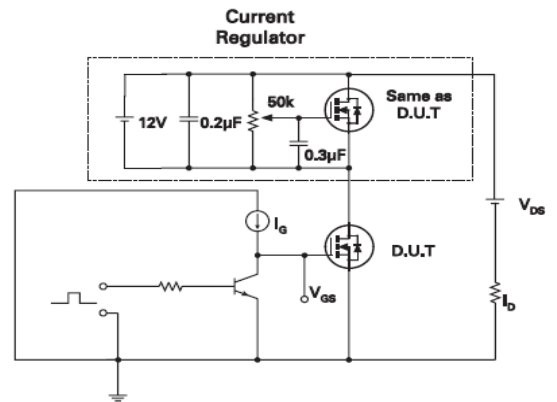 Current
Regulator
12V
0.2µF
50k
0.3µF
Same as
D.U.T
I_G
V_GS
D.U.T
V_DS
I_D